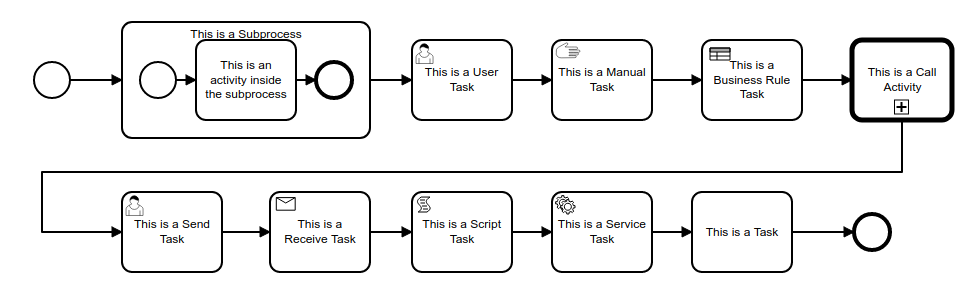 This is a Subprocess
This is an
activity inside
the subprocess
This is a User
Task
This is a Manual
Task
This is a
Business Rule
Task
This is a Call
Activity
This is a Send
Task
This is a
Receive Task
This is a Script
Task
This is a Service
Task
This is a Task